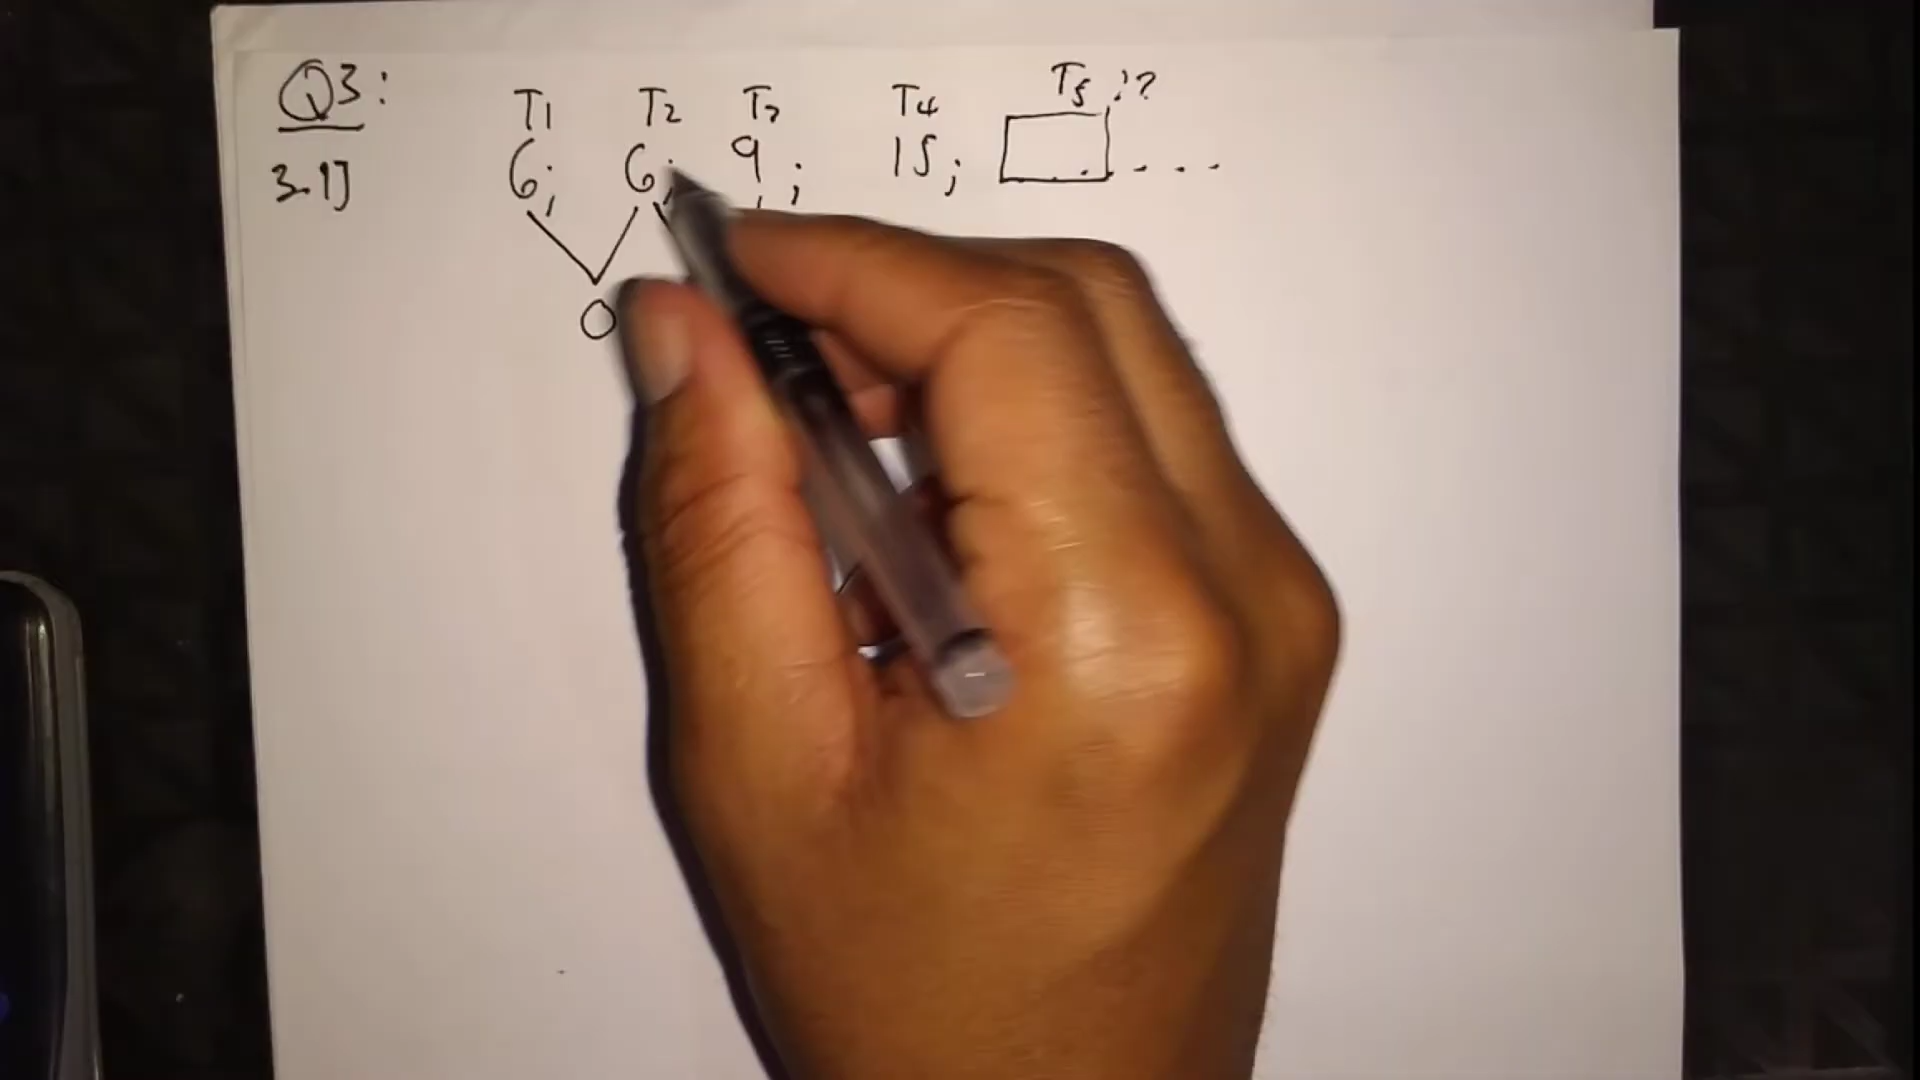 Q3:
T1 T2 T3 T4 T5 ??
3.1] 6; 6; 9; 15; ....
0